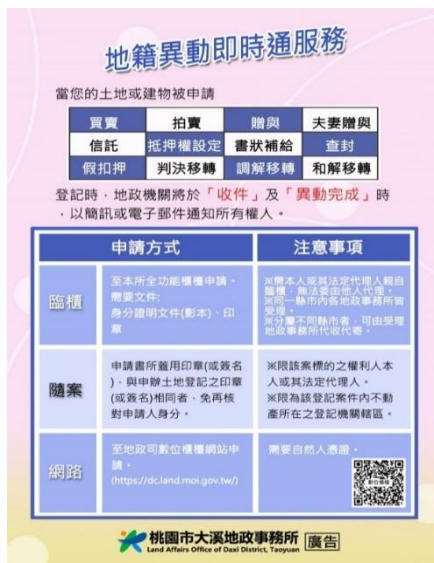 地籍異動即時通服務
當您的土地或建物被申請
買賣 拍賣 贈與 夫妻贈與
信託 抵押權設定 書狀補給 查封
假扣押 判決移轉 調解移轉 和解移轉
登記時，地政機關將於「收件」及「異動完成」時
，以簡訊或電子郵件通知所有權人。
申請方式 注意事項
臨櫃
至本所全功能櫃檯申請。
需要文件:
身分證明文件(影本)、印
章
※需本人或其法定代理人親自
臨櫃，無法委由他人代理。
※同一縣市內各地政事務所皆
受理。
※分屬不同縣市者，可由受理
地政事務所代收代寄。
隨案
申請書所蓋用印章(或簽名
)，與申辦土地登記之印章
(或簽名)相同者，免再核
對申請人身分。
※限該案標的之權利人本
人或其法定代理人。
※限為該登記案件內不動
產所在之登記機關轄區。
網路
至地政司數位櫃檯網站申
請。
(https://dc.land.moi.gov.tw/)
需要自然人憑證。
數位櫃檯
桃園市大溪地政事務所 廣告
Land Affairs Office of Daxi District, Taoyuan